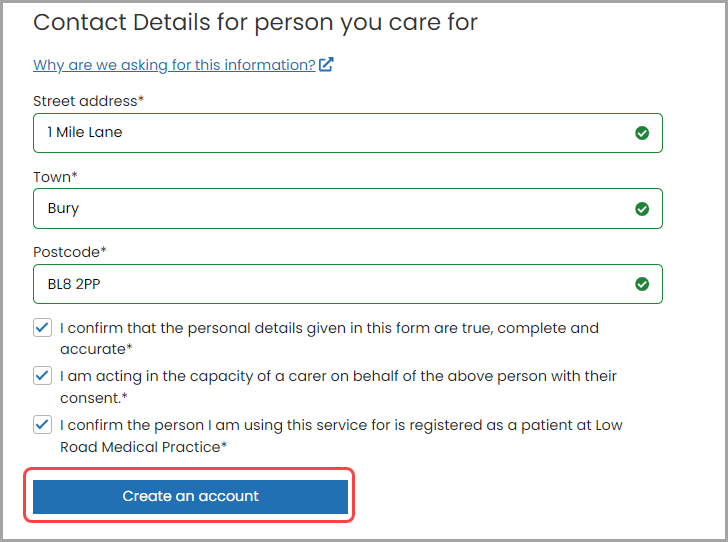 Contact Details for person you care for
Why are we asking for this information?
Street address*
1 Mile Lane
Town*
Bury
Postcode*
BL8 2PP
I confirm that the personal details given in this form are true, complete and
accurate*
I am acting in the capacity of a carer on behalf of the above person with their
consent.*
I confirm the person I am using this service for is registered as a patient at Low
Road Medical Practice*
Create an account